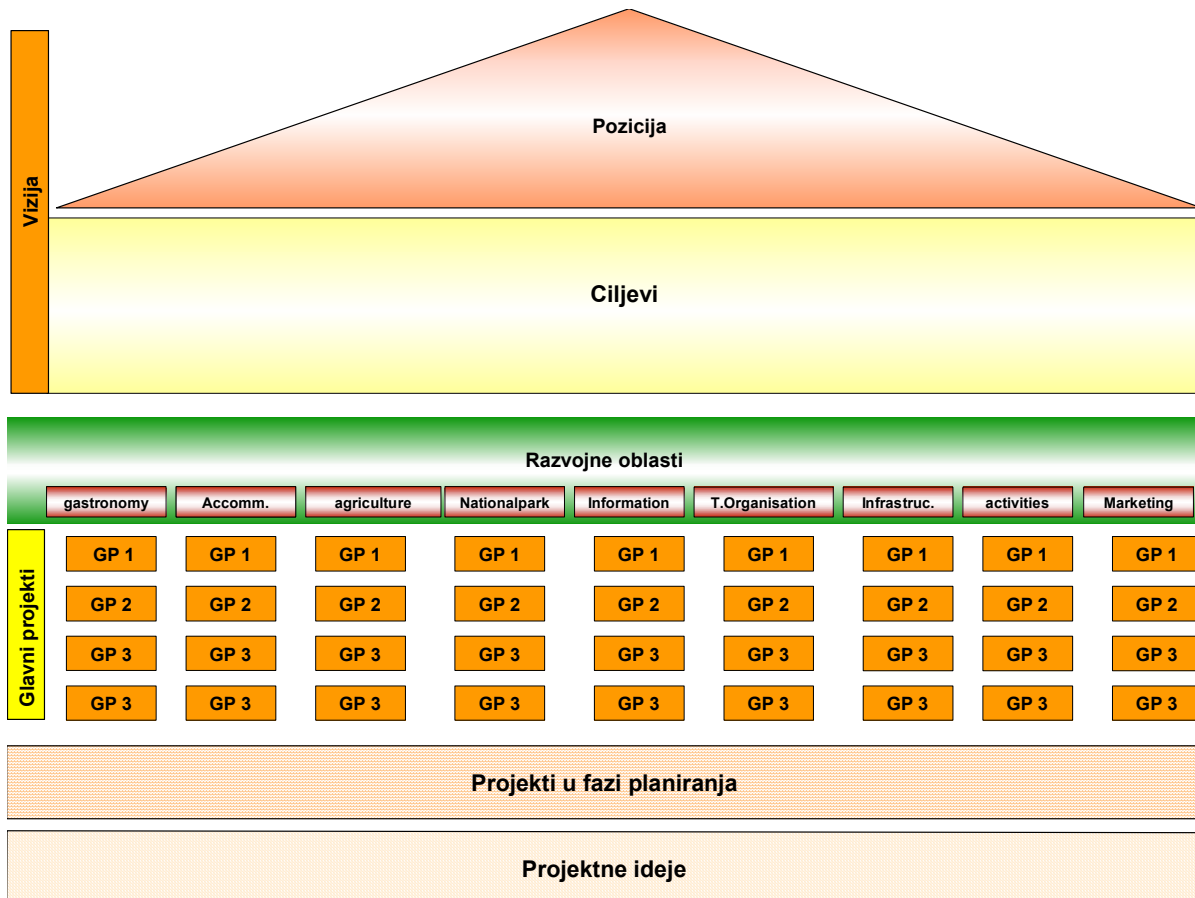 Pozicija
Vizija
Ciljevi
Razvojne oblasti
gastronomy Accomm. agriculture Nationalpark Information T.Organisation Infrastruc. activities Marketing
Glavni projekti
GP 1 GP 1 GP 1 GP 1 GP 1 GP 1 GP 1 GP 1 GP 1
GP 2 GP 2 GP 2 GP 2 GP 2 GP 2 GP 2 GP 2 GP 2
GP 3 GP 3 GP 3 GP 3 GP 3 GP 3 GP 3 GP 3 GP 3
GP 3 GP 3 GP 3 GP 3 GP 3 GP 3 GP 3 GP 3 GP 3
Projekti u fazi planiranja
Projektne ideje